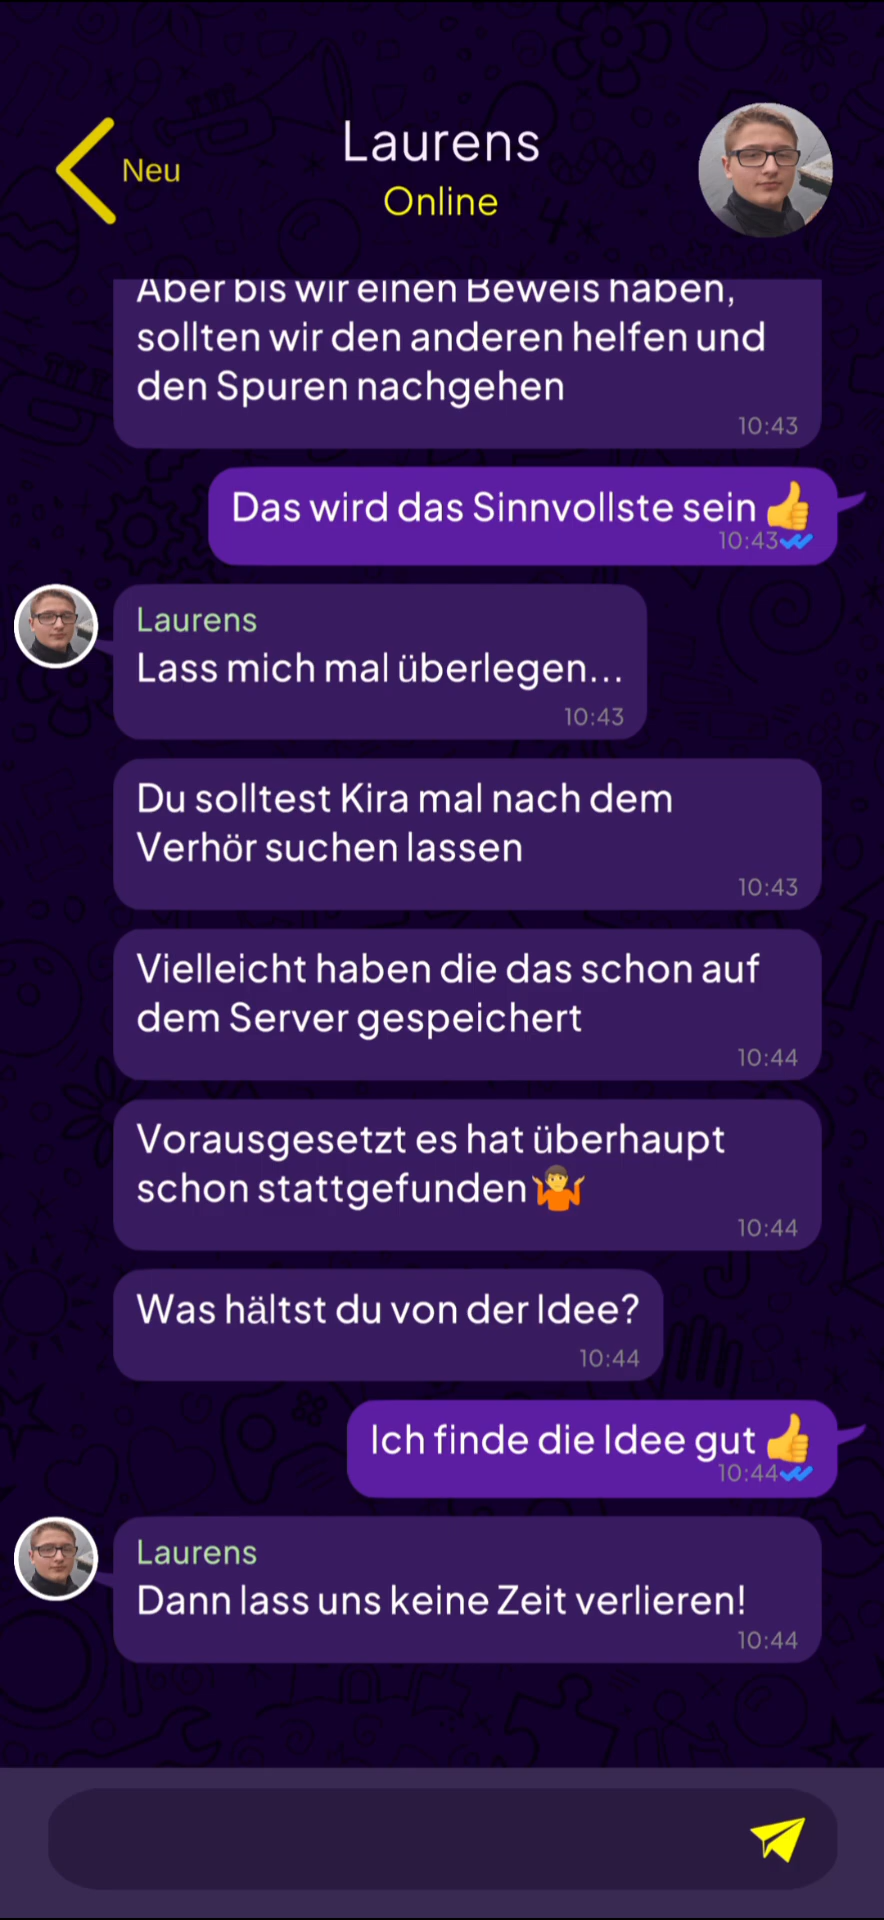 Neu
Laurens
Online
Aber bis wir einen Beweis haben,
sollten wir den anderen helfen und
den Spuren nachgehen
10:43
Das wird das Sinnvollste sein 👍
10:43
Laurens
Lass mich mal überlegen...
10:43
Du solltest Kira mal nach dem
Verhör suchen lassen
10:43
Vielleicht haben die das schon auf
dem Server gespeichert
10:44
Vorausgesetzt es hat überhaupt
schon stattgefunden 🤷
10:44
Was hältst du von der Idee?
10:44
Ich finde die Idee gut 👍
10:44
Laurens
Dann lass uns keine Zeit verlieren!
10:44